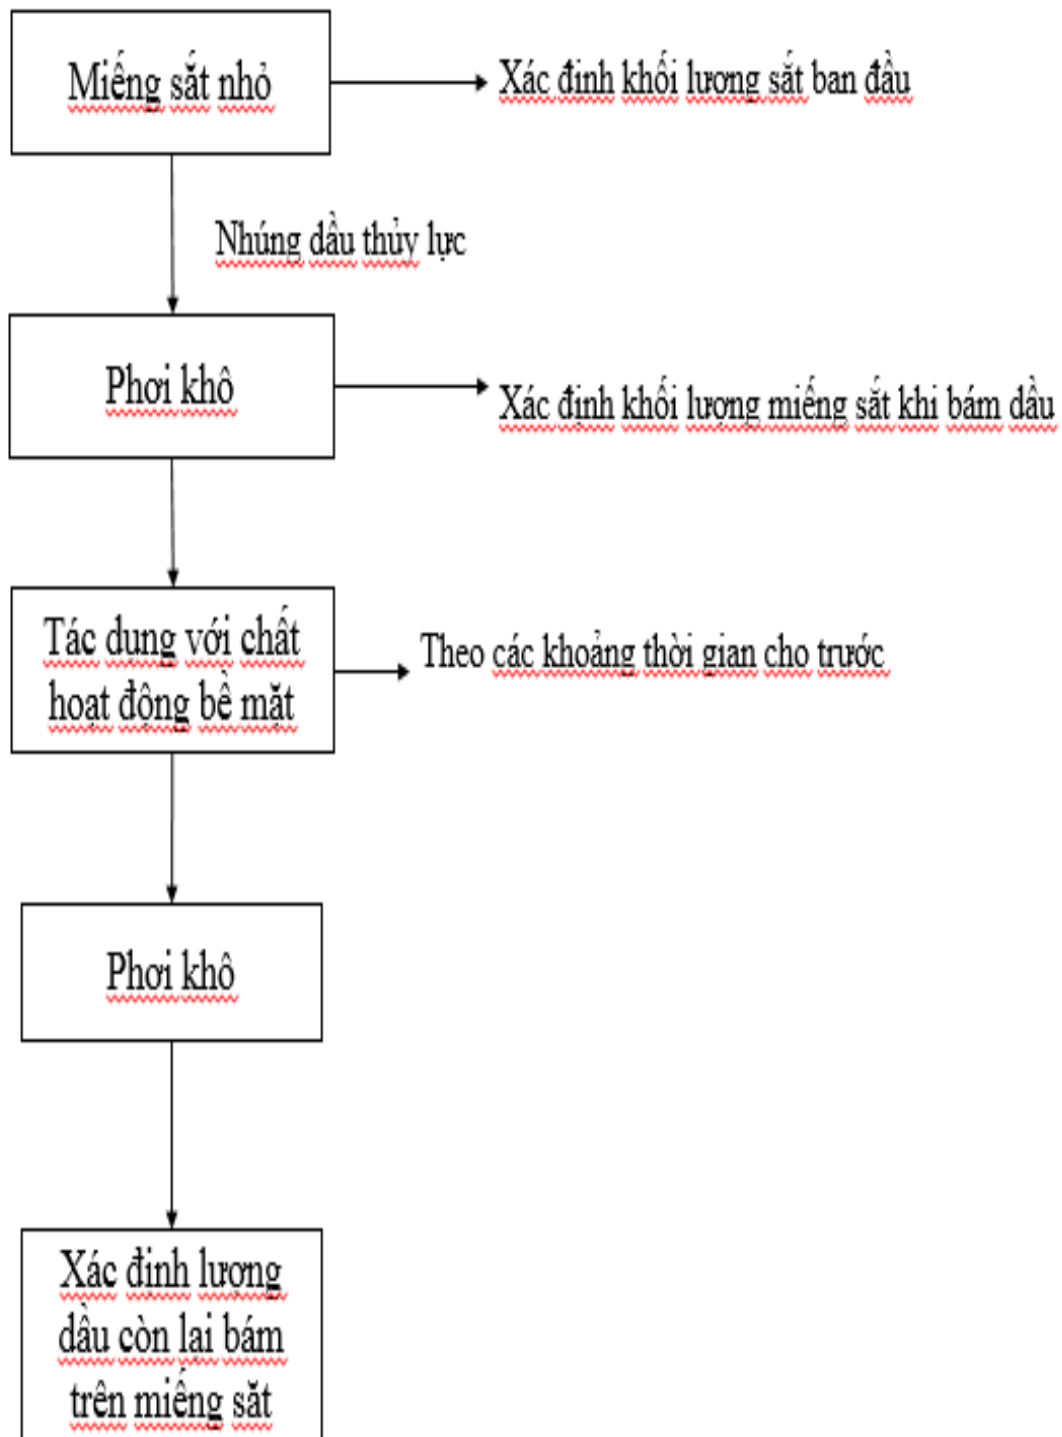 Miếng sắt nhỏ
Xác đinh khối lương sắt ban đầu
Nhúng dầu thủy lực
Phơi khô
Xác định khối lượng miếng sắt khi bám dầu
Tác dụng với chất
hoạt động bề mặt
Theo các khoảng thời gian cho trước
Phơi khô
Xác định lượng
dầu còn lại bám
trên miếng sắt